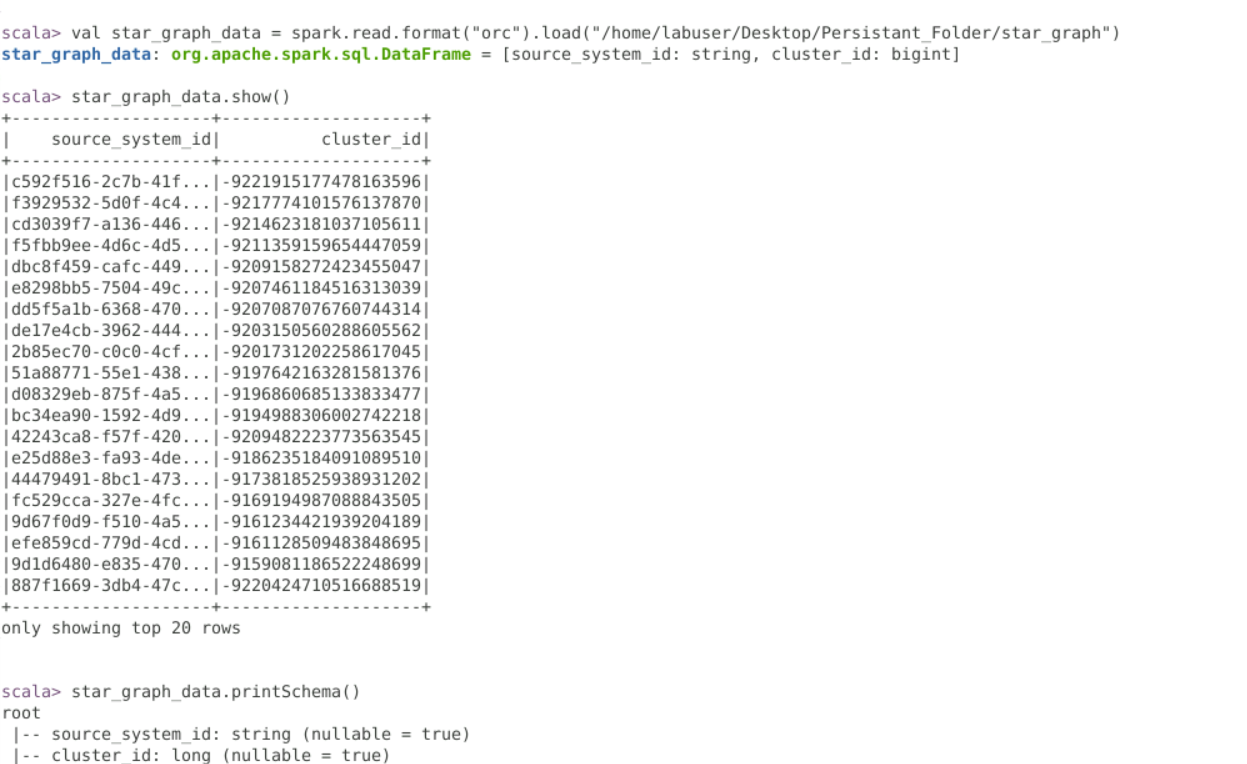 scala> val star_graph_data = spark.read.format("orc").load("/home/labuser/Desktop/Persistant_Folder/star_graph")
star_graph_data: org.apache.spark.sql.DataFrame = [source_system_id: string, cluster_id: bigint]
scala> star_graph_data.show()
+--------------------+--------------------+
|    source_system_id|          cluster_id|
+--------------------+--------------------+
|c592f516-2c7b-41f...|-9221915177478163596|
|f3929532-5d0f-4c4...|-9217774101576137870|
|cd3039f7-a136-446...|-9214623181037105611|
|f5fbb9ee-4d6c-4d5...|-9211359159654447059|
|dbc8f459-cafc-449...|-9209158272423455047|
|e8298bb5-7504-49c...|-9207461184516313039|
|dd5f5a1b-6368-470...|-9207087076760744314|
|de17e4cb-3962-444...|-9203150560288605562|
|2b85ec70-c0c0-4cf...|-9201731202258617045|
|51a88771-55e1-438...|-9197642163281581376|
|d08329eb-875f-4a5...|-9196860685133833477|
|bc34ea90-1592-4d9...|-9194988306002742218|
|42243ca8-f57f-420...|-9209482223773563545|
|e25d88e3-fa93-4de...|-9186235184091089510|
|44479491-8bc1-473...|-9173818525938931202|
|fc529cca-327e-4fc...|-9169194987088843505|
|9d67f0d9-f510-4a5...|-9161234421939204189|
|efe859cd-779d-4cd...|-9161128509483848695|
|9d1d6480-e835-470...|-9159081186522248699|
|887f1669-3db4-47c...|-9220424710516688519|
+--------------------+--------------------+
only showing top 20 rows
scala> star_graph_data.printSchema()
root
 |-- source_system_id: string (nullable = true)
 |-- cluster_id: long (nullable = true)